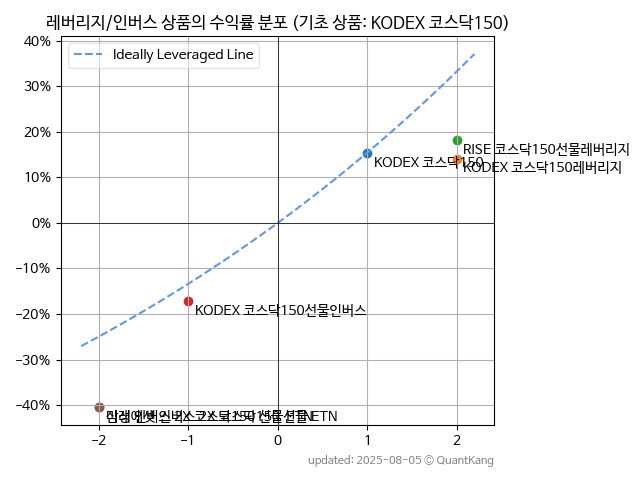 레버리지/인버스 상품의 수익률 분포 (기초 상품: KODEX 코스닥150)
40%
Ideally Leveraged Line
30%
20%
RISE 코스닥150선물레버리지
KODEX 코스닥150
KODEX 코스닥150레버리지
10%
0%
−10%
−20%
KODEX 코스닥150선물인버스
−30%
−40%
ETN
−2
−1
0
1
2
updated: 2025-08-05 © QuantKang